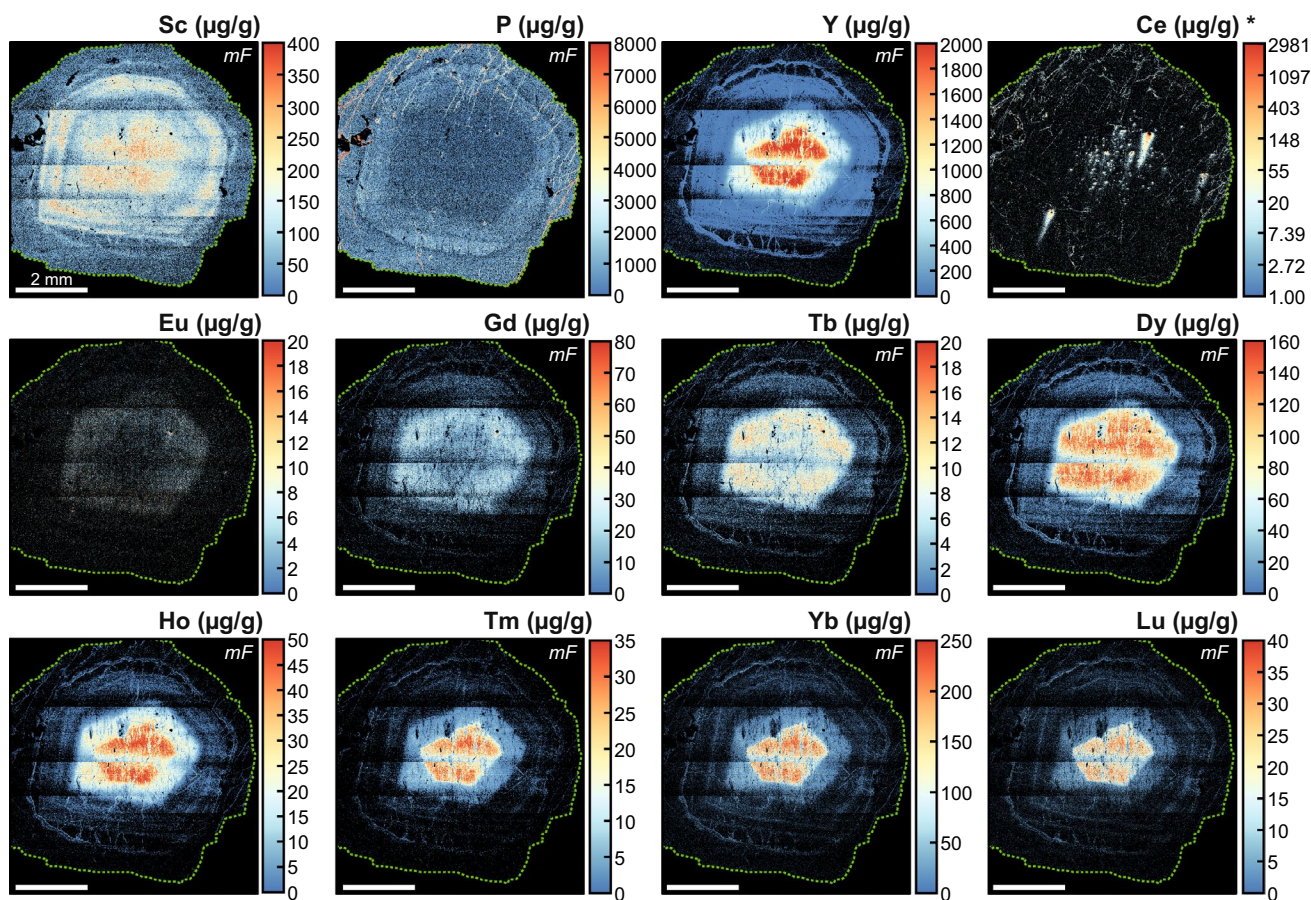 Sc (µg/g) P (µg/g) Y (µg/g) Ce (µg/g) *
mF mF mF
400 8000 2000 2981
350 7000 1800 1097
300 6000 1600 403
250 5000 1400 148
200 4000 1200 55
150 3000 1000 20
100 2000 800 7.39
50 1000 600 2.72
0 0 400 1.00
200
0
2 mm
Eu (µg/g) Gd (µg/g) Tb (µg/g) Dy (µg/g)
mF mF mF
20 80 20 160
18 70 18 140
16 60 16 120
14 50 14 100
12 40 12 80
10 30 10 60
8 20 8 40
6 10 6 20
4 0 4 0
2 2
0 0
Ho (µg/g) Tm (µg/g) Yb (µg/g) Lu (µg/g)
mF mF mF mF
50 35 250 40
45 30 200 35
40 25 150 30
35 20 100 25
30 15 50 20
25 10 0 15
20 5 10
15 0 5
10 0
5
0